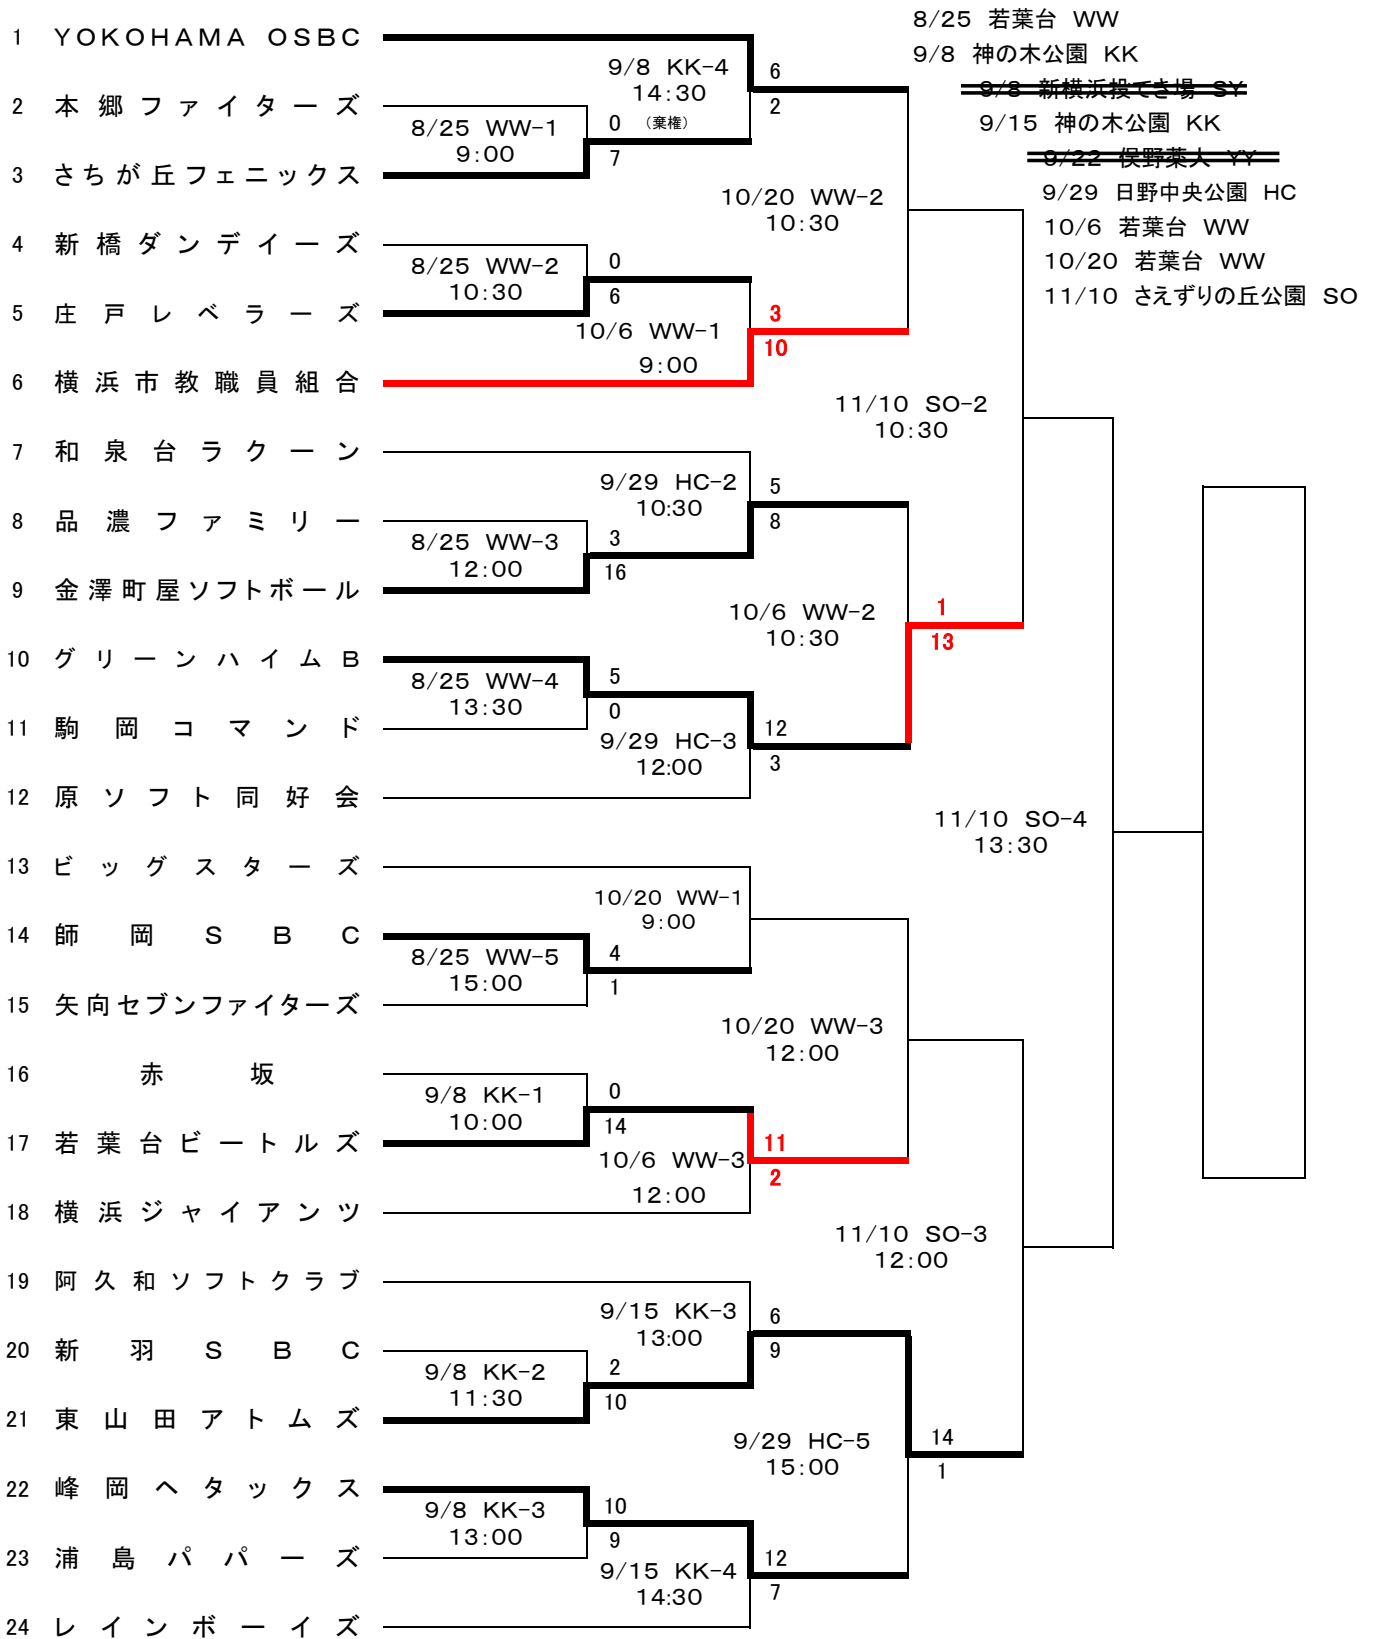 8/25 若葉台 WW
1 YOKOHAMA OSBC
9/8 神の木公園 KK
9/8 KK-4
14:30
(棄権)
6
2
9/8 新横浜投てき場 SY
2 本郷ファイターズ
9/15 神の木公園 KK
8/25 WW-1
9:00
0
7
9/22 俣野薬大 YY
3 さちが丘フェニックス
9/29 日野中央公園 HC
10/20 WW-2
10:30
10/6 若葉台 WW
4 新橋ダンデイーズ
10/20 若葉台 WW
8/25 WW-2
10:30
0
6
11/10 さえずりの丘公園 SO
5 庄戸レベラーズ
10/6 WW-1
9:00
3
10
6 横浜市教職員組合
11/10 SO-2
10:30
7 和泉台ラクーン
9/29 HC-2
10:30
5
8
8 品濃ファミリー
8/25 WW-3
12:00
3
16
9 金澤町屋ソフトボール
10/6 WW-2
10:30
1
13
10 グリーンハイムB
8/25 WW-4
13:30
5
0
11 駒岡コマンド
9/29 HC-3
12:00
12
3
12 原ソフト同好会
11/10 SO-4
13:30
13 ビッグスターズ
10/20 WW-1
9:00
14 師岡SBC
8/25 WW-5
15:00
4
1
15 矢向セブンファイターズ
10/20 WW-3
12:00
16 赤坂
9/8 KK-1
10:00
0
14
17 若葉台ビートルズ
10/6 WW-3
12:00
11
2
18 横浜ジャイアンツ
11/10 SO-3
12:00
19 阿久和ソフトクラブ
9/15 KK-3
13:00
6
9
20 新羽SBC
9/8 KK-2
11:30
2
10
21 東山田アトムズ
9/29 HC-5
15:00
14
1
22 峰岡ヘタックス
9/8 KK-3
13:00
10
9
23 浦島パパーズ
9/15 KK-4
14:30
12
7
24 レインボーイズ